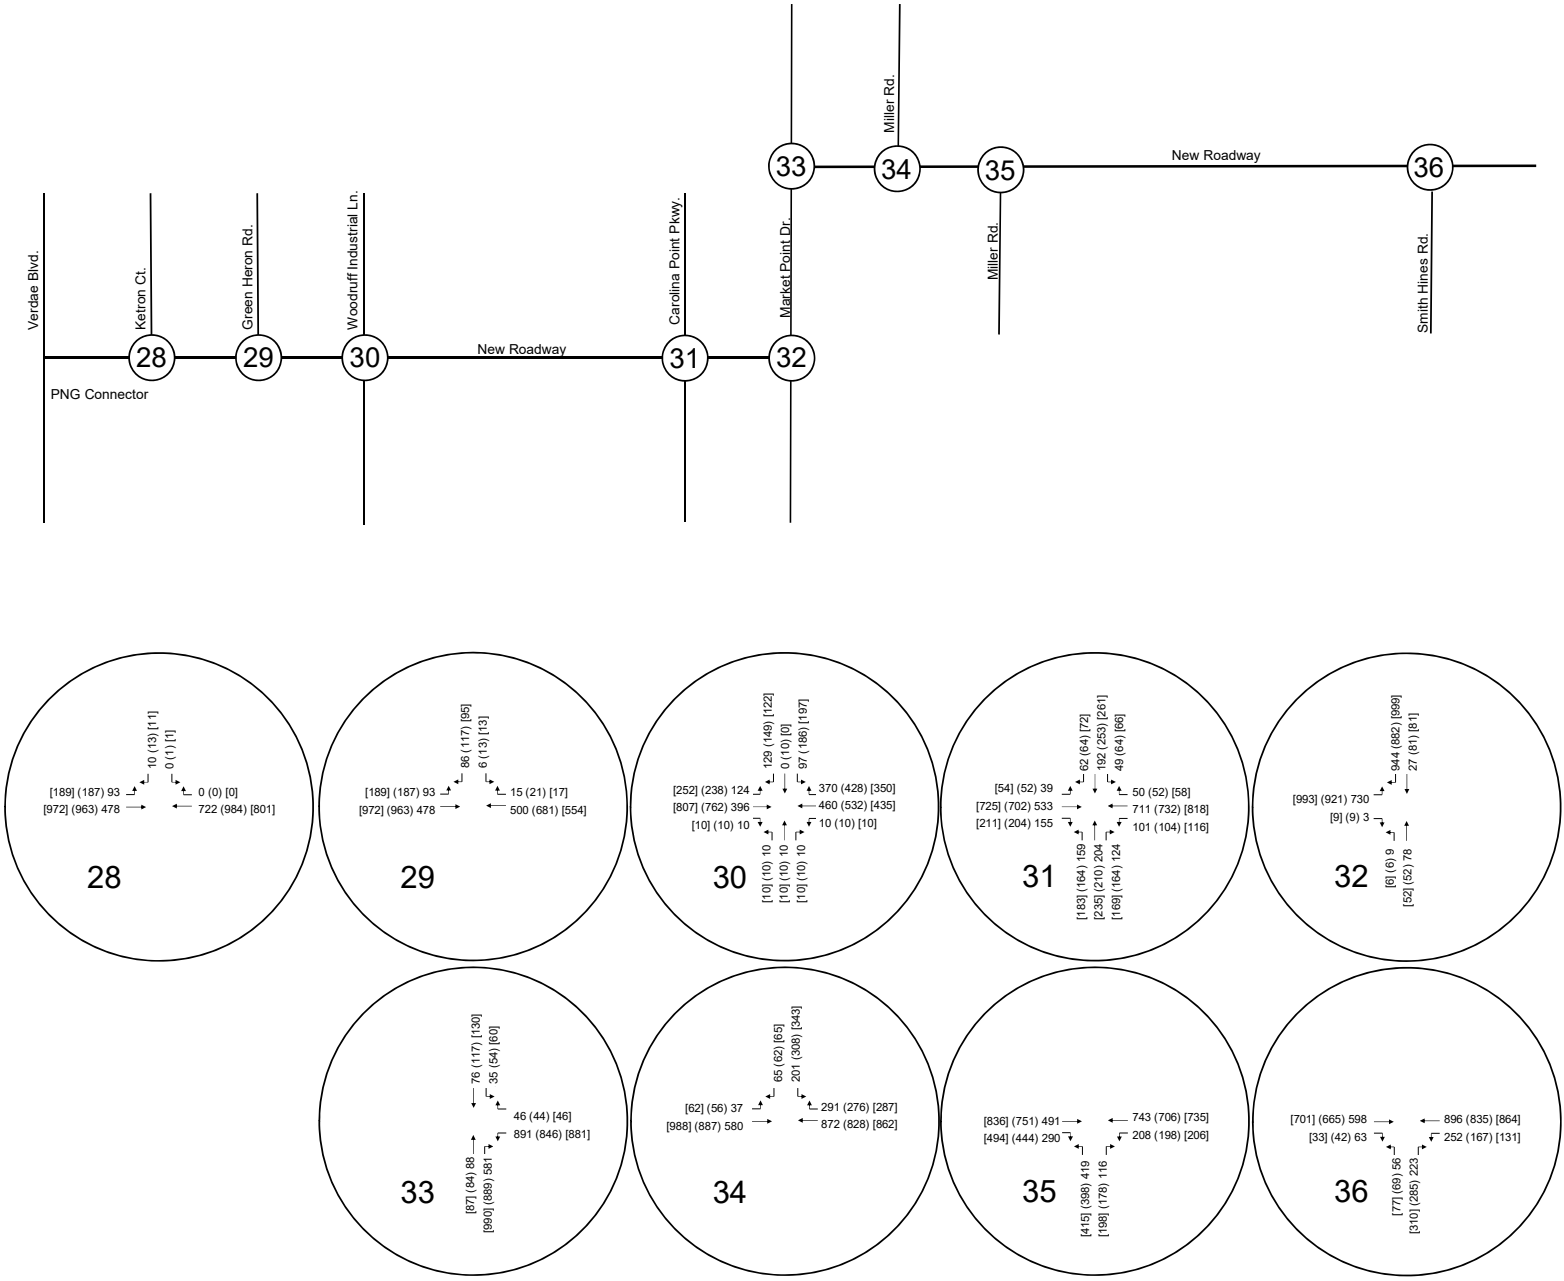 Miller Rd.
33
34
35
New Roadway
36
Verdae Blvd.
Ketron Ct.
Green Heron Rd.
Woodruff Industrial Ln.
Carolina Point Pkwy.
Market Point Dr.
Miller Rd.
Smith Hines Rd.
28
29
30
New Roadway
31
32
PNG Connector
10 (13) [11]
0 (1) [1]
[189] (187) 93
0 (0) [0]
[972] (963) 478
722 (984) [801]
28
86 (117) [95]
6 (13) [13]
[189] (187) 93
15 (21) [17]
[972] (963) 478
500 (681) [554]
29
129 (149) [122]
0 (10) [0]
97 (186) [197]
[252] (238) 124
370 (428) [350]
[807] (762) 396
460 (532) [435]
[10] (10) 10
10 (10) [10]
[10] (10) 10
[10] (10) 10
[10] (10) 10
30
62 (64) [72]
192 (253) [261]
49 (64) [66]
[54] (52) 39
50 (52) [58]
[725] (702) 533
711 (732) [818]
[211] (204) 155
101 (104) [116]
[183] (164) 159
[235] (210) 204
[169] (164) 124
31
944 (882) [999]
27 (81) [81]
[993] (921) 730
[9] (9) 3
[6] (6) 9
[52] (52) 78
32
76 (117) [130]
35 (54) [60]
46 (44) [46]
891 (846) [881]
[87] (84) 88
[990] (889) 581
33
65 (62) [65]
201 (308) [343]
[62] (56) 37
291 (276) [287]
[988] (887) 580
872 (828) [862]
34
[836] (751) 491
743 (706) [735]
[494] (444) 290
208 (198) [206]
[415] (398) 419
[198] (178) 116
35
[701] (665) 598
896 (835) [864]
[33] (42) 63
252 (167) [131]
[77] (69) 56
[310] (285) 223
36